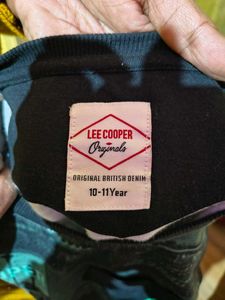 LEE COOPER
Originals
ORIGINAL BRITISH DENIM
10-11Year